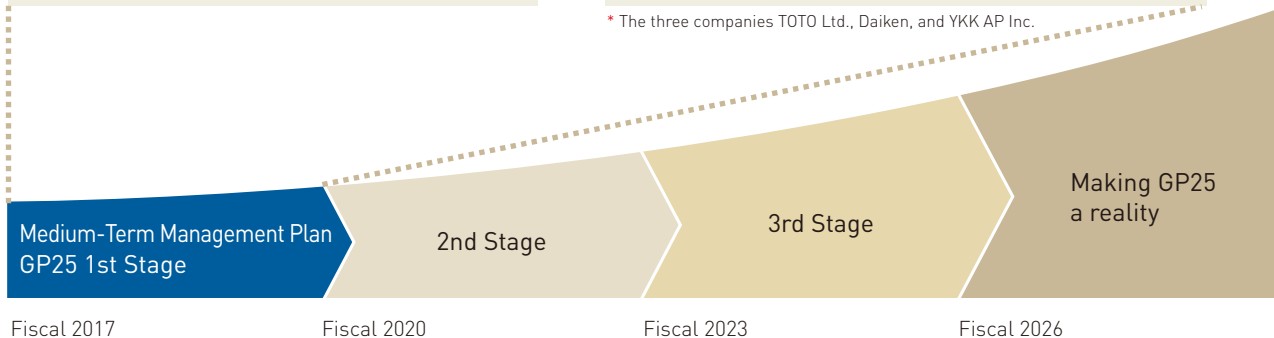 * The three companies TOTO Ltd., Daiken, and YKK AP Inc.
Medium-Term Management Plan
GP25 1st Stage
2nd Stage
3rd Stage
Making GP25
a reality
Fiscal 2017
Fiscal 2020
Fiscal 2023
Fiscal 2026